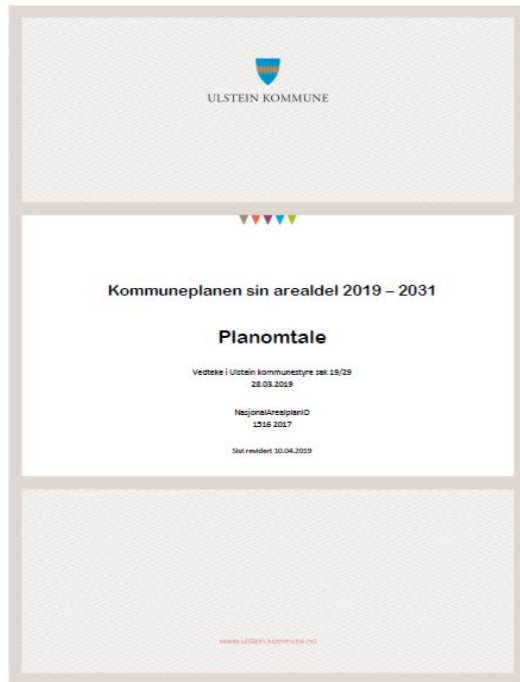 ULSTEIN KOMMUNE
Kommuneplanen sin arealdel 2019 – 2031
Planomtale
Vedteke i Ulstein kommunestyre sak 19/29
28.03.2019
NasjonalArealplanID
1516 2017
Sist revidert 10.04.2019
www.ulstein.kommune.no